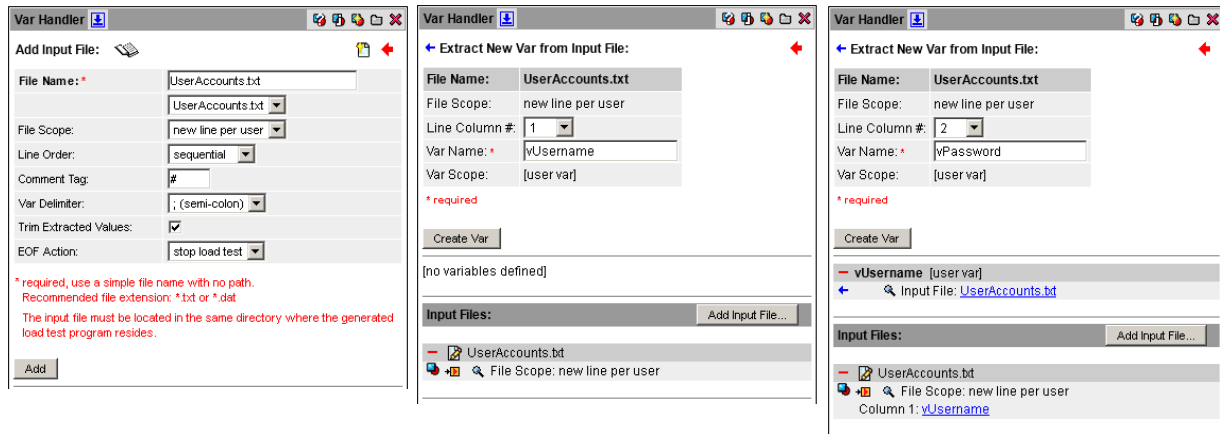 Var Handler
Add Input File:
File Name: *
UserAccounts.txt
UserAccounts.txt
File Scope:
new line per user
Line Order:
sequential
Comment Tag:
#
Var Delimiter:
; (semi-colon)
Trim Extracted Values:
EOF Action:
stop load test
* required, use a simple file name with no path.
Recommended file extension: *.txt or *.dat
The input file must be located in the same directory where the generated
load test program resides.
Add
Var Handler
Extract New Var from Input File:
File Name: UserAccounts.txt
File Scope: new line per user
Line Column #: 1
Var Name: * vUsername
Var Scope: [user var]
* required
Create Var
[no variables defined]
Input Files: Add Input File...
UserAccounts.txt
File Scope: new line per user
Var Handler
Extract New Var from Input File:
File Name: UserAccounts.txt
File Scope: new line per user
Line Column #: 2
Var Name: * vPassword
Var Scope: [user var]
* required
Create Var
vUsername [user var]
Input File: UserAccounts.txt
Input Files: Add Input File...
UserAccounts.txt
File Scope: new line per user
Column 1: vUsername